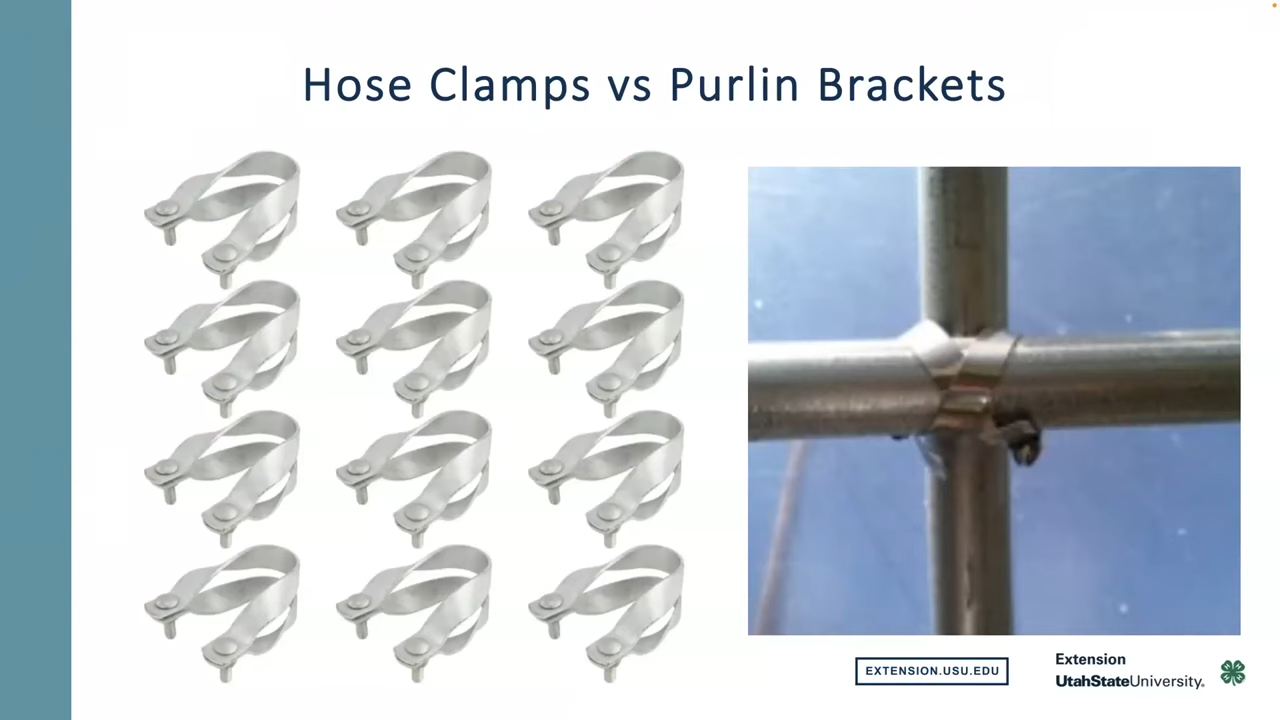 Hose Clamps vs Purlin Brackets
EXTENSION.USU.EDU
Extension
UtahStateUniversity.